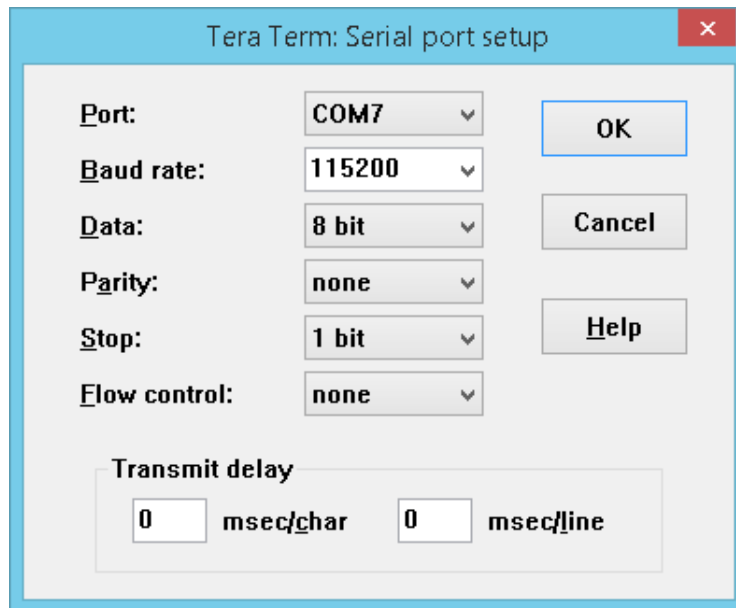 Tera Term: Serial port setup
Port: COM7 OK
Baud rate: 115200
Data: 8 bit Cancel
Parity: none
Stop: 1 bit Help
Flow control: none
Transmit delay
0 msec/char 0 msec/line